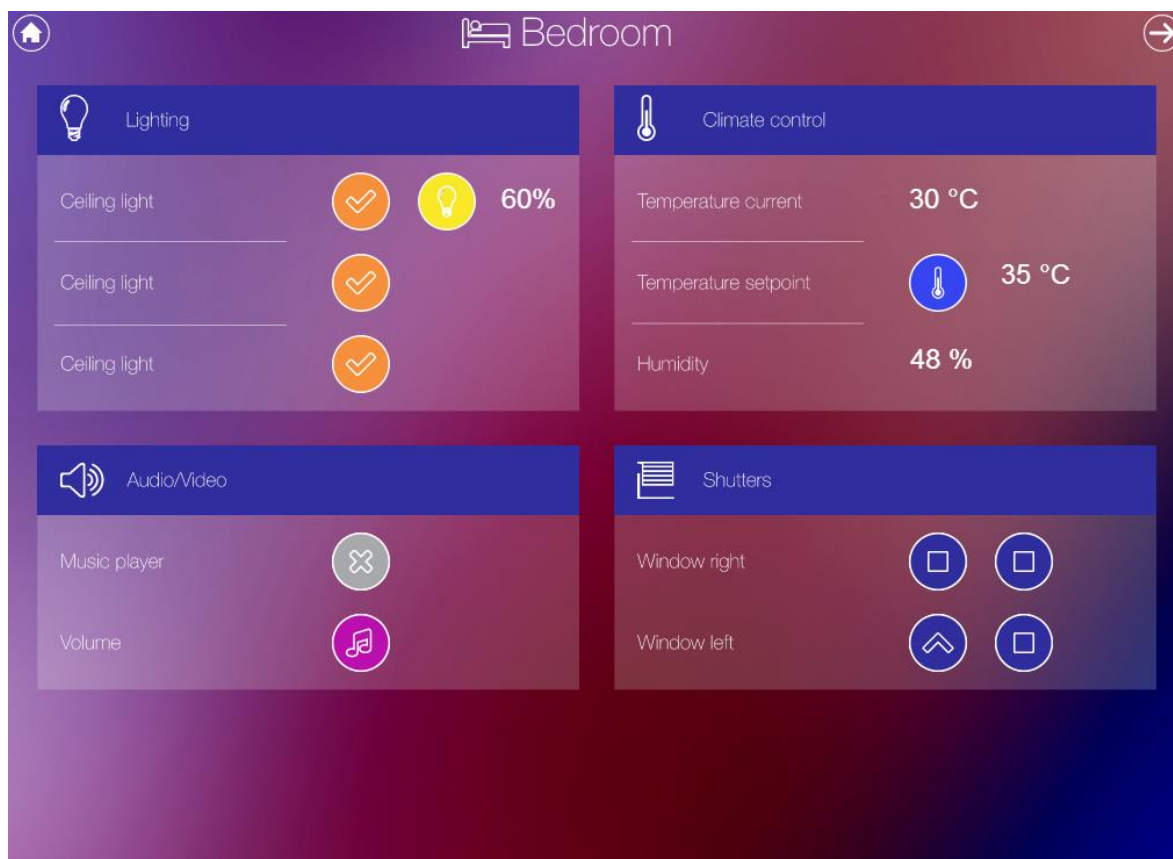 Bedroom
Lighting
Ceiling light 60%
Ceiling light
Ceiling light
Climate control
Temperature current 30 °C
Temperature setpoint 35 °C
Humidity 48 %
Audio/Video
Music player
Volume
Shutters
Window right
Window left